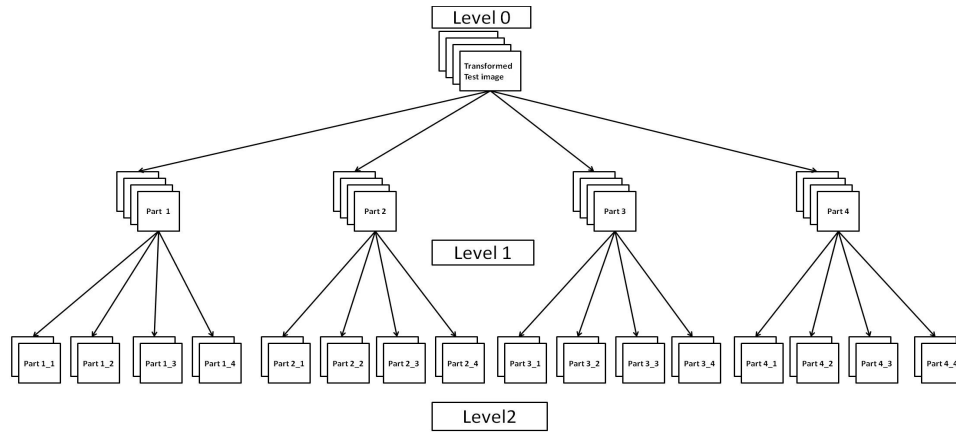 Level 0
Transformed
Test image
Part 1
Part 2
Part 3
Part 4
Level 1
Part 1_1
Part 1_2
Part 1_3
Part 1_4
Part 2_1
Part 2_2
Part 2_3
Part 2_4
Part 3_1
Part 3_2
Part 3_3
Part 3_4
Part 4_1
Part 4_2
Part 4_3
Part 4_4
Level2